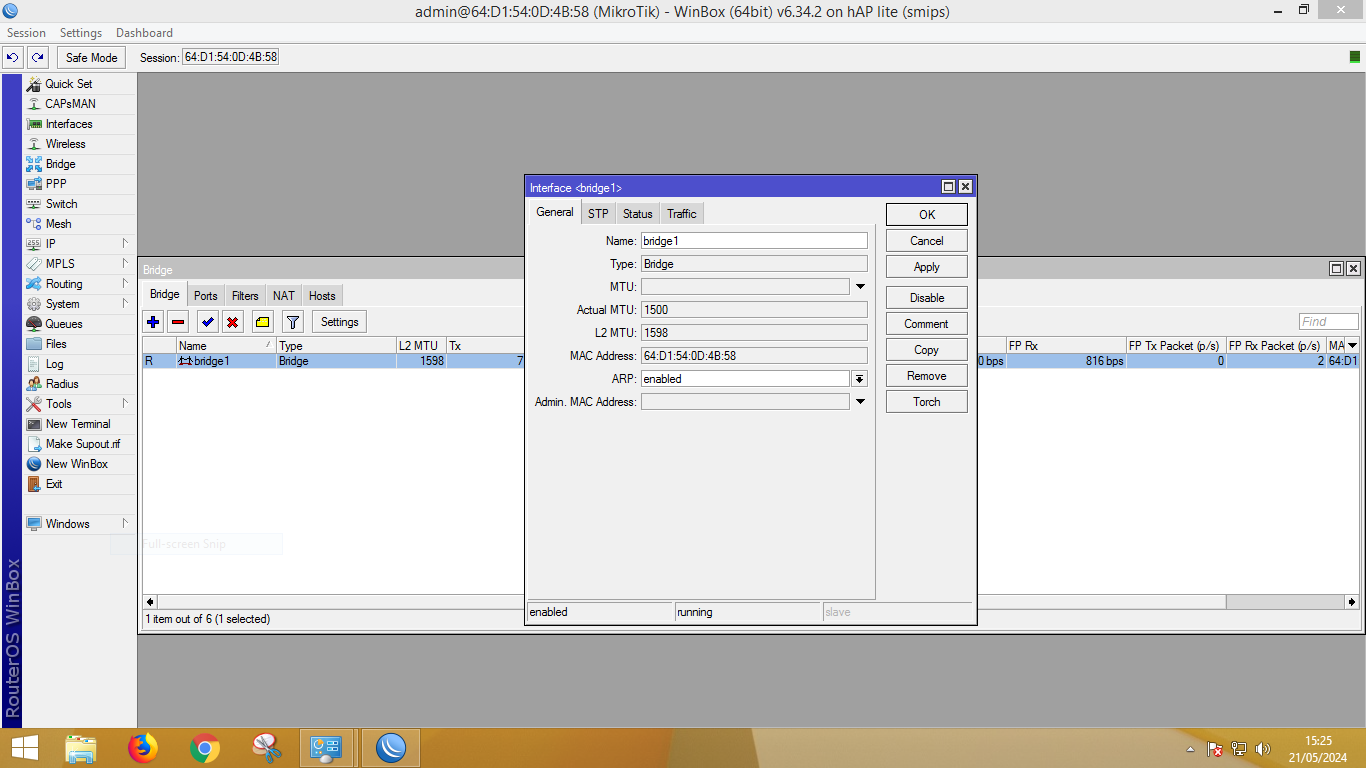 admin@64:D1:54:0D:4B:58 (MikroTik) - WinBox (64bit) v6.34.2 on hAP lite (smips)
Session Settings Dashboard
Safe Mode Session: 64:D1:54:0D:4B:58
Quick Set
CAPsMAN
Interfaces
Wireless
Bridge
PPP
Switch
Mesh
IP
MPLS
Routing
System
Queues
Files
Log
Radius
Tools
New Terminal
Make Supout.rif
New WinBox
Exit
Windows
RouterOS WinBox
Full-screen Snip
Bridge
Bridge Ports Filters NAT Hosts
Settings
Find
Name Type L2 MTU Tx FP Rx FP Tx Packet (p/s) FP Rx Packet (p/s) MA
R bridge1 Bridge 1598 7 0 bps 816 bps 0 2 64:D1
1 item out of 6 (1 selected)
Interface <bridge1>
General STP Status Traffic
Name: bridge1
Type: Bridge
MTU:
Actual MTU: 1500
L2 MTU: 1598
MAC Address: 64:D1:54:0D:4B:58
ARP: enabled
Admin. MAC Address:
OK
Cancel
Apply
Disable
Comment
Copy
Remove
Torch
enabled running slave
15:25
21/05/2024